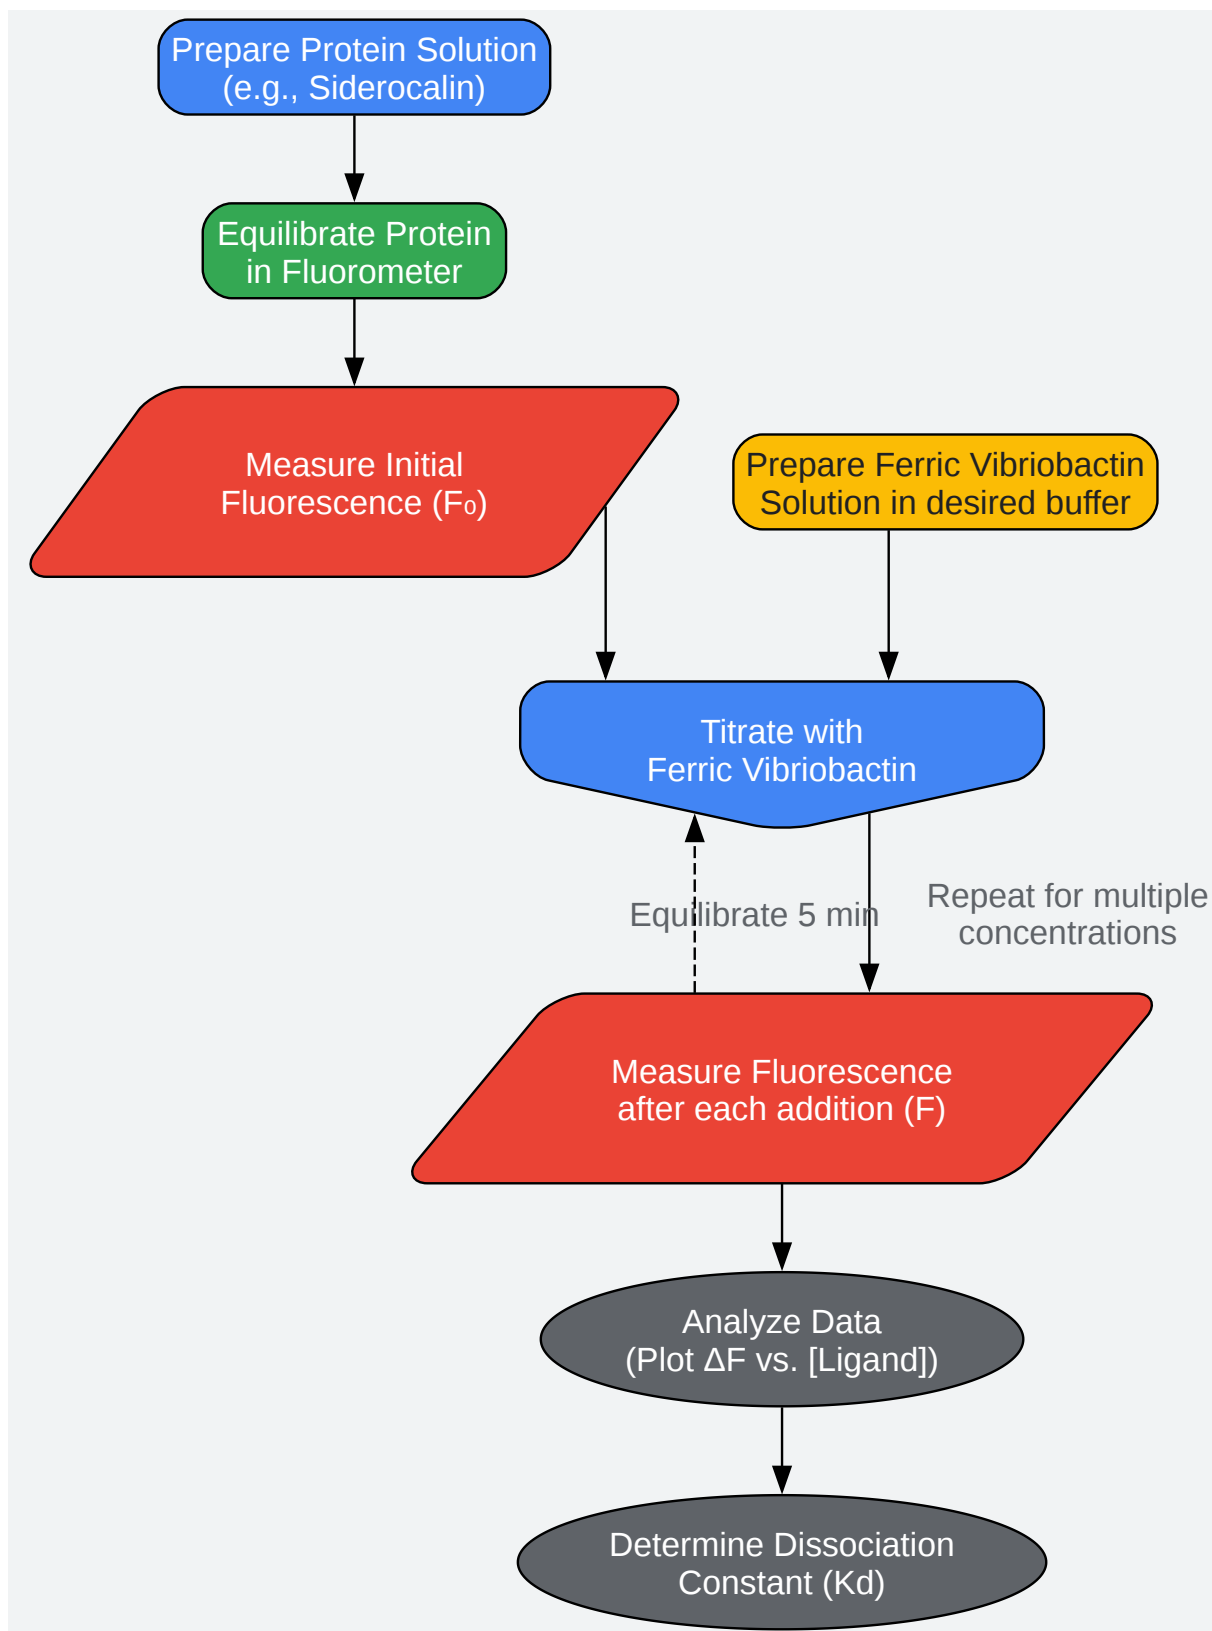 Prepare Protein Solution
(e.g., Siderocalin)
Equilibrate Protein
in Fluorometer
Measure Initial
Fluorescence (F₀)
Prepare Ferric Vibriobactin
Solution in desired buffer
Titrate with
Ferric Vibriobactin
Equilibrate 5 min
Repeat for multiple
concentrations
Measure Fluorescence
after each addition (F)
Analyze Data
(Plot ΔF vs. [Ligand])
Determine Dissociation
Constant (Kd)